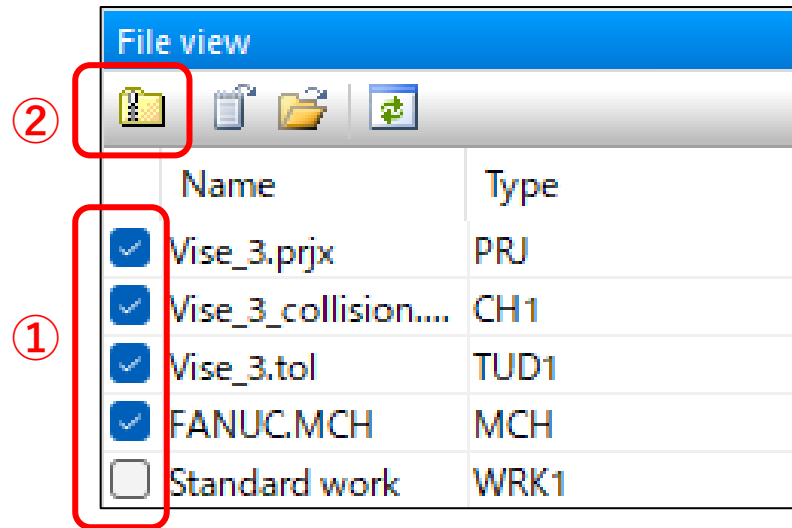 File view
②
Name Type
Vise_3.prjx PRJ
Vise_3_collision.... CH1
①
Vise_3.tol TUD1
FANUC.MCH MCH
Standard work WRK1